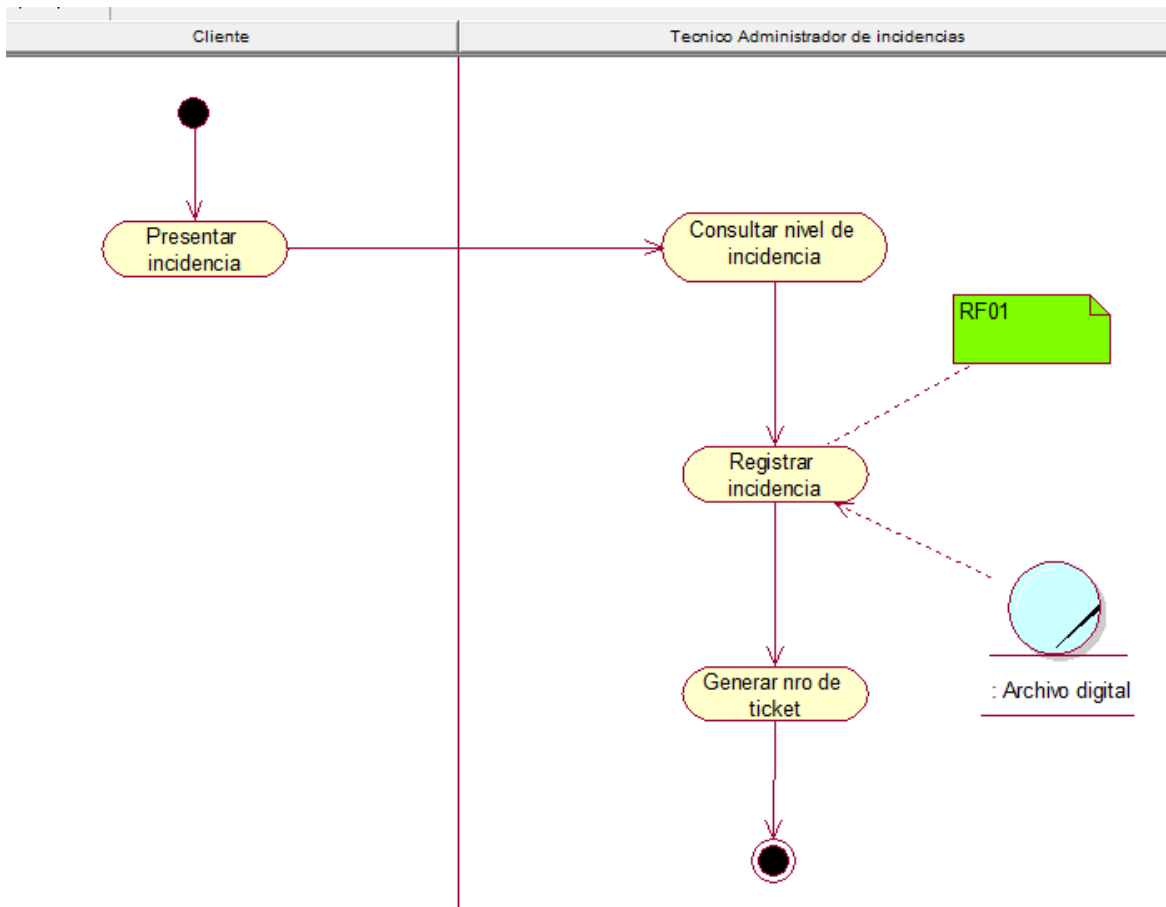 Cliente
Tecnico Administrador de incidencias
Presentar
incidencia
Consultar nivel de
incidencia
RF01
Registrar
incidencia
Generar nro de
ticket
: Archivo digital